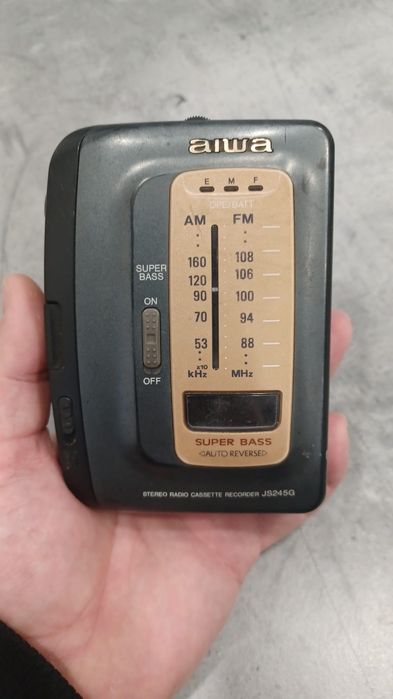 aiwa
E M F
OPE/BATT
AM FM
160 108
120 106
90 100
70 94
53 88
x10
kHz MHz
SUPER
BASS
ON
OFF
SUPER BASS
◁AUTO REVERSE▷
STEREO RADIO CASSETTE RECORDER JS245G